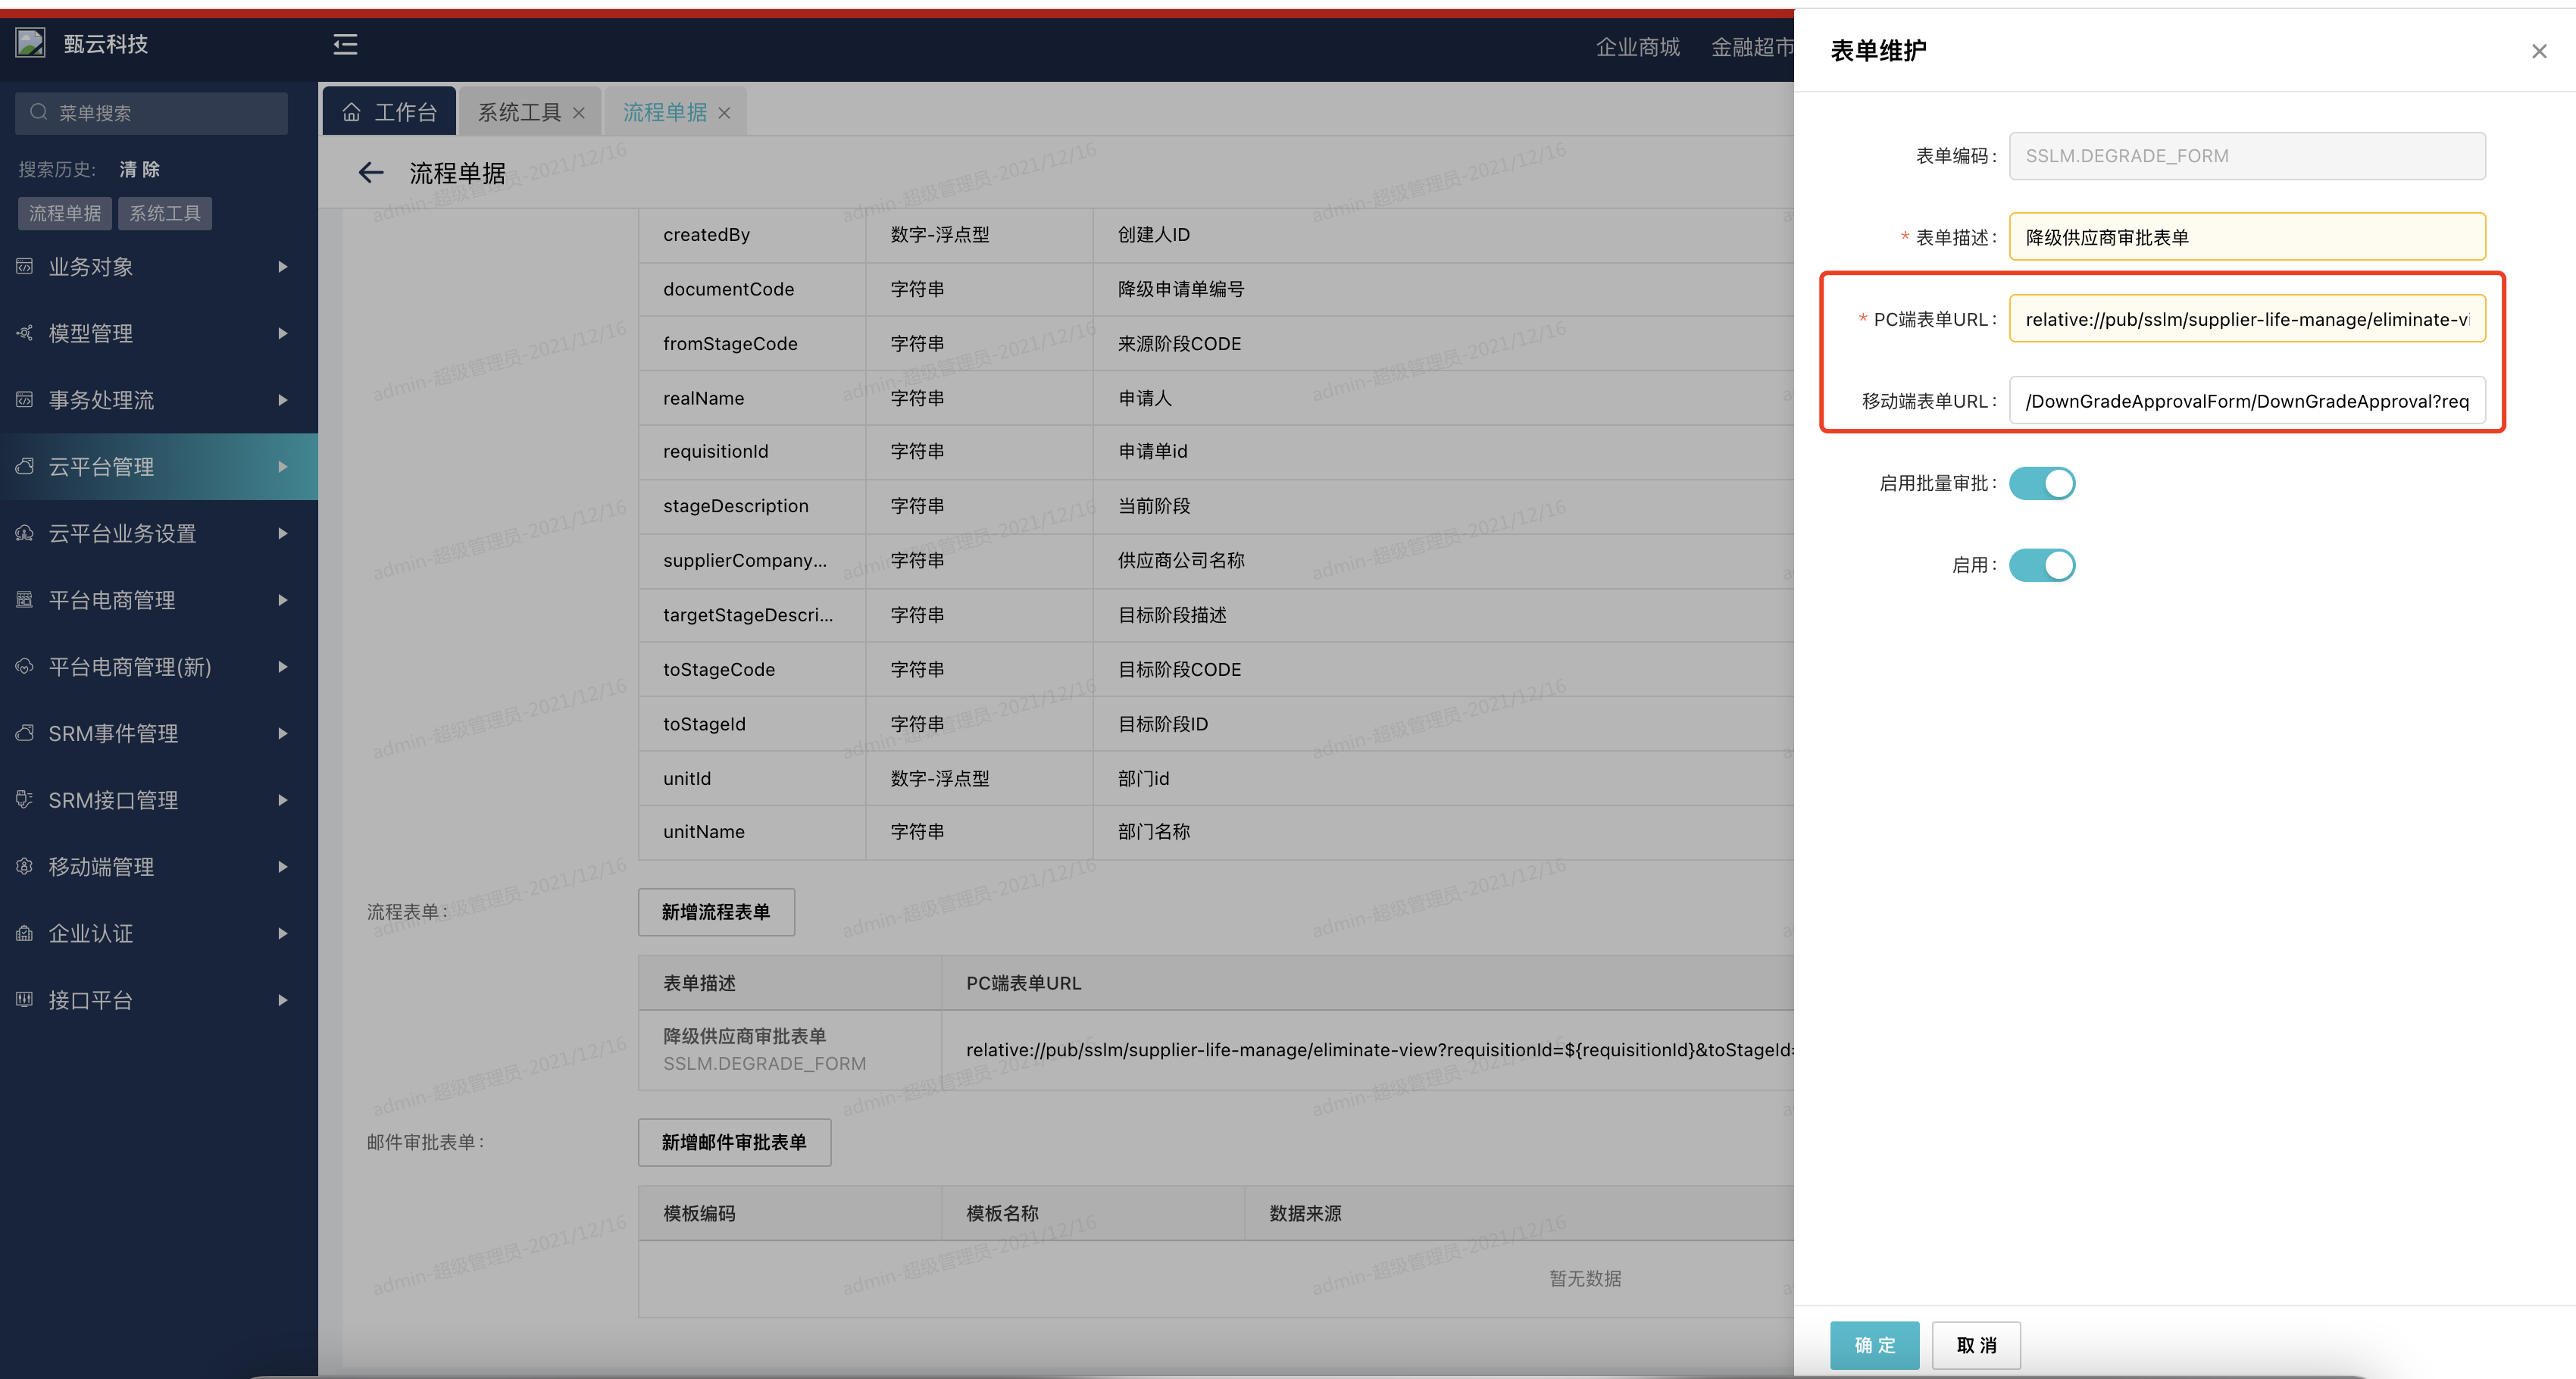 甄云科技
企业商城 金融超市
菜单搜索
搜索历史: 清 除
流程单据 系统工具
业务对象
模型管理
事务处理流
云平台管理
云平台业务设置
平台电商管理
平台电商管理(新)
SRM事件管理
SRM接口管理
移动端管理
企业认证
接口平台
工作台 系统工具 流程单据
流程单据
createdBy 数字-浮点型 创建人ID
documentCode 字符串 降级申请单编号
fromStageCode 字符串 来源阶段CODE
realName 字符串 申请人
requisitionId 字符串 申请单id
stageDescription 字符串 当前阶段
supplierCompany... 字符串 供应商公司名称
targetStageDescri... 字符串 目标阶段描述
toStageCode 字符串 目标阶段CODE
toStageId 字符串 目标阶段ID
unitId 数字-浮点型 部门id
unitName 字符串 部门名称
流程表单: 新增流程表单
表单描述 PC端表单URL
降级供应商审批表单
SSLM.DEGRADE_FORM
relative://pub/sslm/supplier-life-manage/eliminate-view?requisitionId=${requisitionId}&toStageId=
邮件审批表单: 新增邮件审批表单
模板编码 模板名称 数据来源
暂无数据
admin-超级管理员-2021/12/16
表单维护
表单编码: SSLM.DEGRADE_FORM
* 表单描述: 降级供应商审批表单
* PC端表单URL: relative://pub/sslm/supplier-life-manage/eliminate-vi
移动端表单URL: /DownGradeApprovalForm/DownGradeApproval?req
启用批量审批:
启用:
确 定 取 消